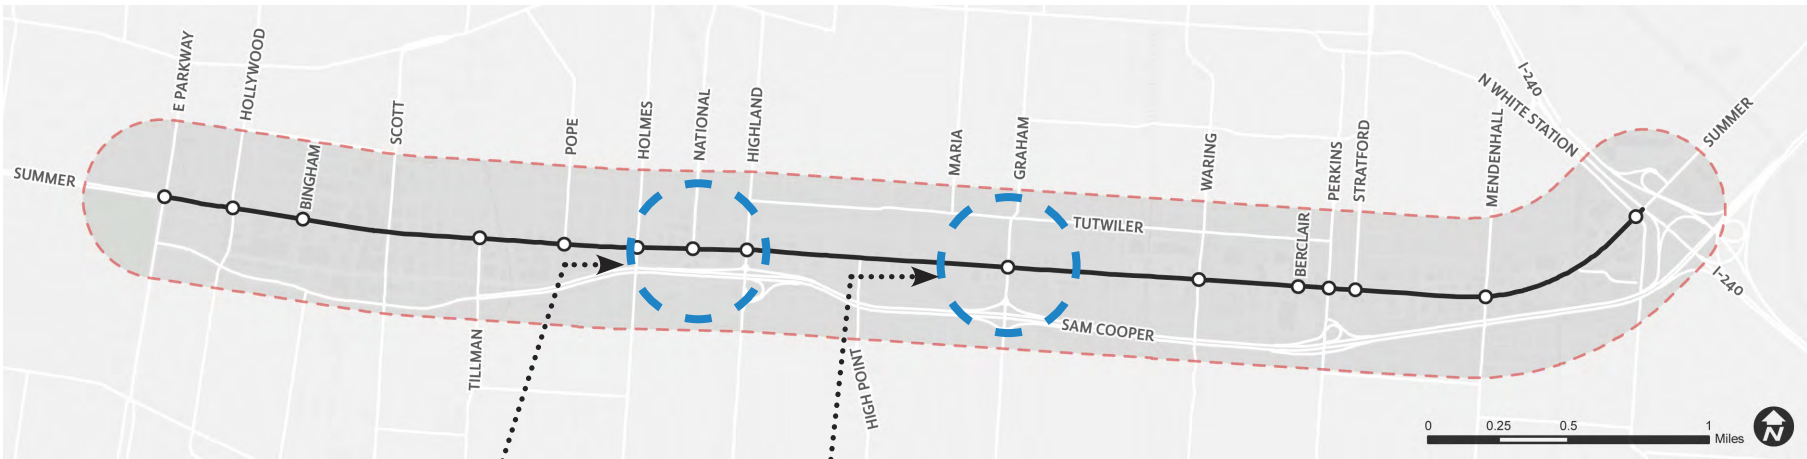 SUMMER
E PARKWAY
HOLLYWOOD
BINGHAM
SCOTT
TILLMAN
POPE
HOLMES
NATIONAL
HIGHLAND
HIGH POINT
MARIA
GRAHAM
TUTWILER
SAM COOPER
WARING
BERCLAIR
PERKINS
STRATFORD
MENDENHALL
N WHITE STATION
I-240
SUMMER
I-240
0 0.25 0.5 1
Miles
N